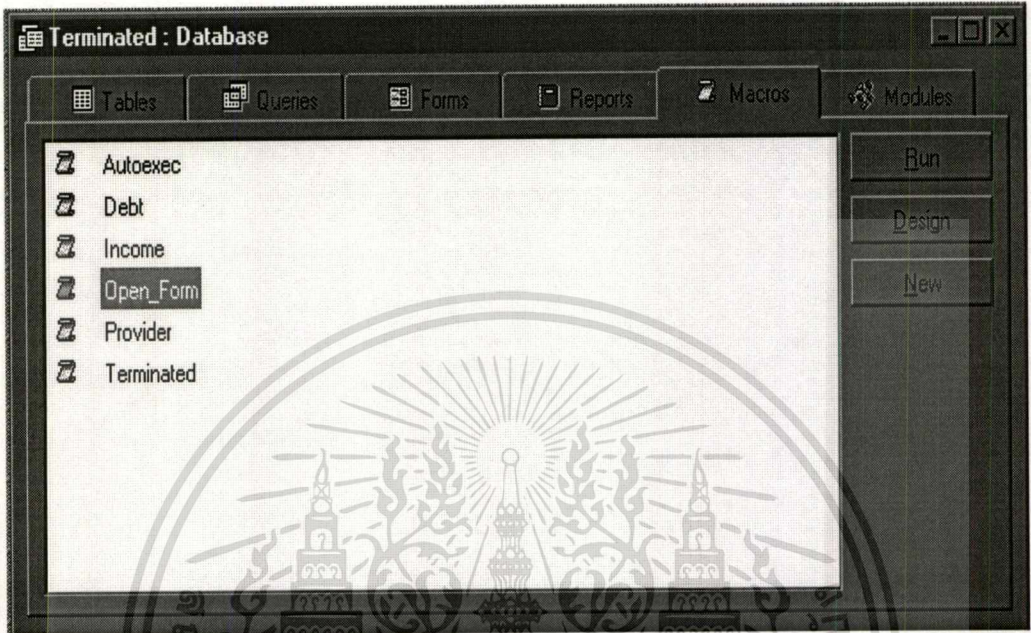 Terminated : Database
Tables Queries Forms Reports Macros Modules
Autoexec
Debt
Income
Open_Form
Provider
Terminated
Run
Design
New